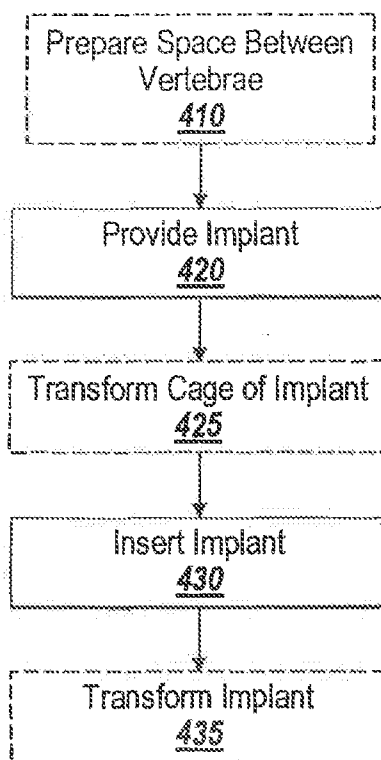 Prepare Space Between
Vertebrae
410
Provide Implant
420
Transform Cage of Implant
425
Insert Implant
430
Transform Implant
435